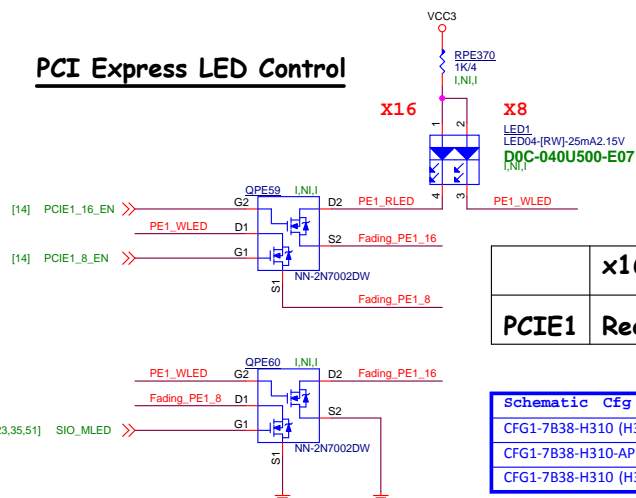 VCC3
PCI Express LED Control
RPE370
1K/4
I,NI,I
X16
X8
1
2
LED1
LED04-[RW]-25mA2.15V
D0C-040U500-E07
I,NI,I
4
3
QPE59
I,NI,I
[14] PCIE1_16_EN
G2
D2
PE1_RLED
PE1_WLED
PE1_WLED
D1
S2
Fading_PE1_16
[14] PCIE1_8_EN
G1
NN-2N7002DW
S1
Fading_PE1_8
PCIE1
QPE60
I,NI,I
PE1_WLED
G2
D2
Fading_PE1_16
Fading_PE1_8
D1
S2
23,35,51] SIO_MLED
G1
NN-2N7002DW
S1
Schematic Cfg
CFG1-7B38-H310 (H3
CFG1-7B38-H310-AP
CFG1-7B38-H310 (H3